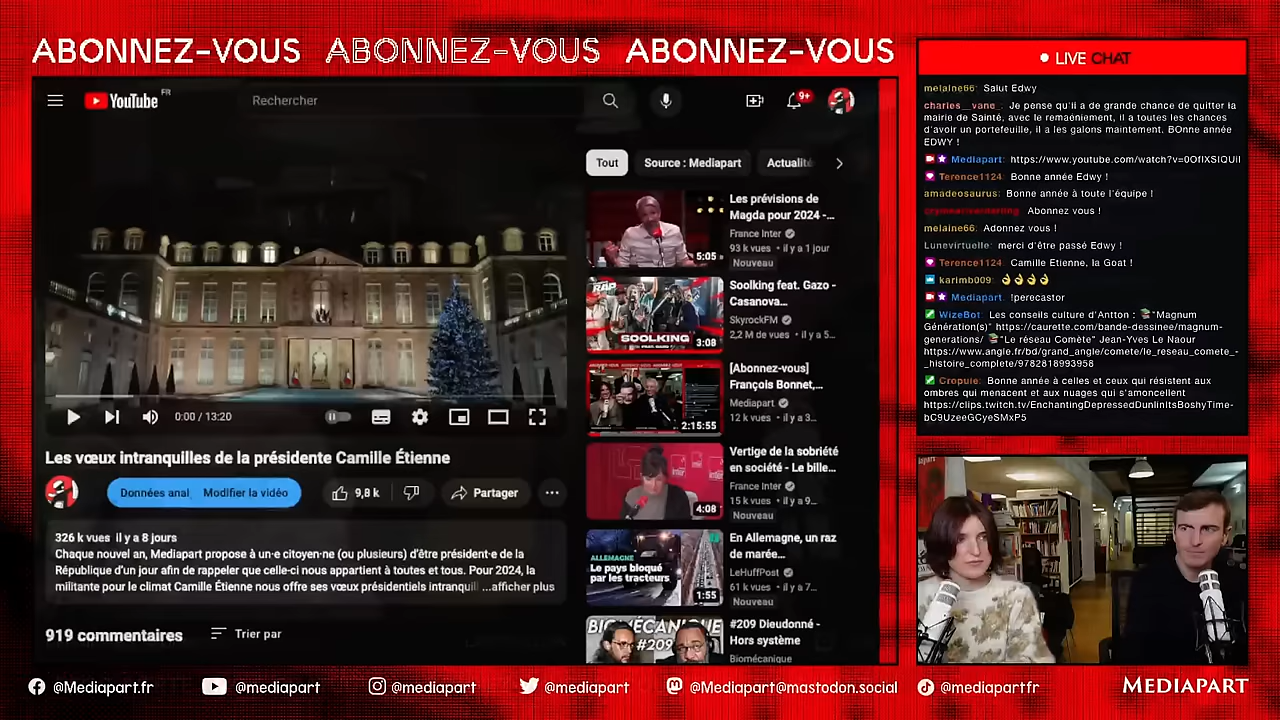 ABONNEZ-VOUS ABONNEZ-VOUS ABONNEZ-VOUS
YouTube FR
Rechercher
9+
Tout
Source : Mediapart
Actualité
Les prévisions de
Magda pour 2024 -...
France Inter
93 k vues • il y a 1 jour
Nouveau
5:05
Soolking feat. Gazo -
Casanova...
SkyrockFM
2,2 M de vues • il y a 5...
RAP
SOOLKING
3:08
[Abonnez-vous]
François Bonnet,...
Mediapart
12 k vues • il y a 3...
2:15:55
Vertige de la sobriété
en société - Le bille...
France Inter
15 k vues • il y a 9...
Nouveau
inter
4:08
En Allemagne, un raz
de marée...
LeHuffPost
61 k vues • il y a 7...
Nouveau
ALLEMAGNE
Le pays bloqué
par les tracteurs
1:55
#209 Dieudonné -
Hors système
Biomécanique
BIOMÉCANIQUE
#209
0:00 / 13:20
Les vœux intranquilles de la présidente Camille Étienne
Données anal
Modifier la vidéo
9,8 k
Partager
326 k vues il y a 8 jours
Chaque nouvel an, Mediapart propose à un·e citoyen·ne (ou plusieurs) d'être président·e de la
République d'un jour afin de rappeler que celle-ci nous appartient à toutes et tous. Pour 2024, la
militante pour le climat Camille Étienne nous offre ses vœux présidentiels intranquil ...afficher plus
919 commentaires
Trier par
LIVE CHAT
melaine66: Salut Edwy
charles__vane_: Je pense qu'il a de grande chance de quitter la
mairie de Sainté, avec le remaniement, il a toutes les chances
d'avoir un portefeuille, il a les galons maintement. BOnne année
EDWY !
Mediapart: https://www.youtube.com/watch?v=0OfIXSIQUiI
Terence1124: Bonne année Edwy !
amadeosaurus: Bonne année à toute l'équipe !
Abonnez vous !
melaine66: Adonnez vous !
Lunevirtuelle: merci d'être passé Edwy !
Terence1124: Camille Etienne, la Goat !
karimb009: 👌👌👌👌
Mediapart: !perecastor
WizeBot: Les conseils culture d'Antton : 📚"Magnum
Génération(s)" https://caurette.com/bande-dessinee/magnum-
generations/ 📚"Le réseau Comète" Jean-Yves Le Naour
https://www.angle.fr/bd/grand_angle/comete/le_reseau_comete_-
_histoire_complete/9782818993958
Cropule: Bonne année à celles et ceux qui résistent aux
ombres qui menacent et aux nuages qui s'amoncellent
https://clips.twitch.tv/EnchantingDepressedDunlinItsBoshyTime-
bC9UzeeGCyeSMxP5
@Mediapart.fr
@mediapart
@mediapart
@mediapart
@Mediapart@mastodon.social
@mediapartfr
MEDIAPART